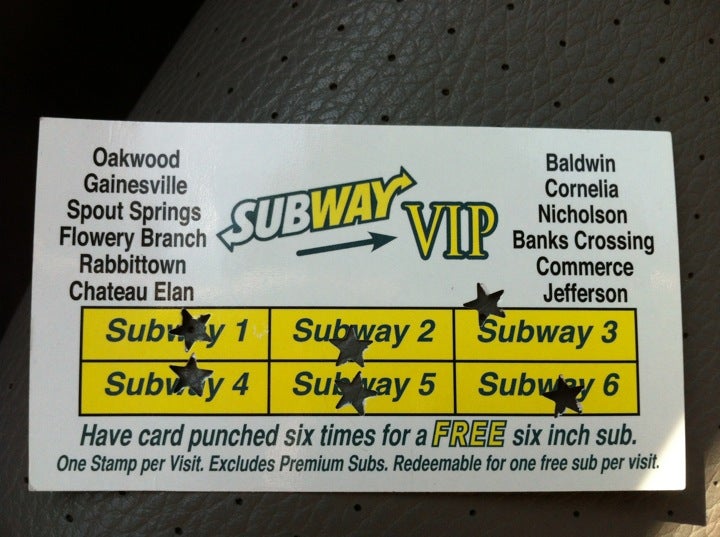 Oakwood
Gainesville
Spout Springs
Flowery Branch
Rabbittown
Chateau Elan
SUBWAY VIP
Baldwin
Cornelia
Nicholson
Banks Crossing
Commerce
Jefferson
Subway 1 Subway 2 Subway 3
Subway 4 Subway 5 Subway 6
Have card punched six times for a FREE six inch sub.
One Stamp per Visit. Excludes Premium Subs. Redeemable for one free sub per visit.